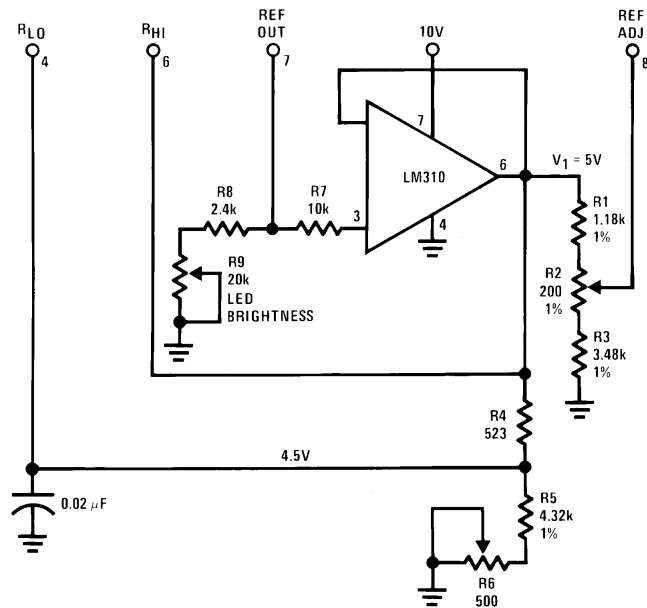 R_LO
4
R_HI
6
REF
OUT
7
10V
REF
ADJ
8
7
6
LM310
3
4
V1 = 5V
R8
2.4k
R7
10k
R9
20k
LED
BRIGHTNESS
R1
1.18k
1%
R2
200
1%
R3
3.48k
1%
R4
523
4.5V
0.02 μF
R5
4.32k
1%
R6
500